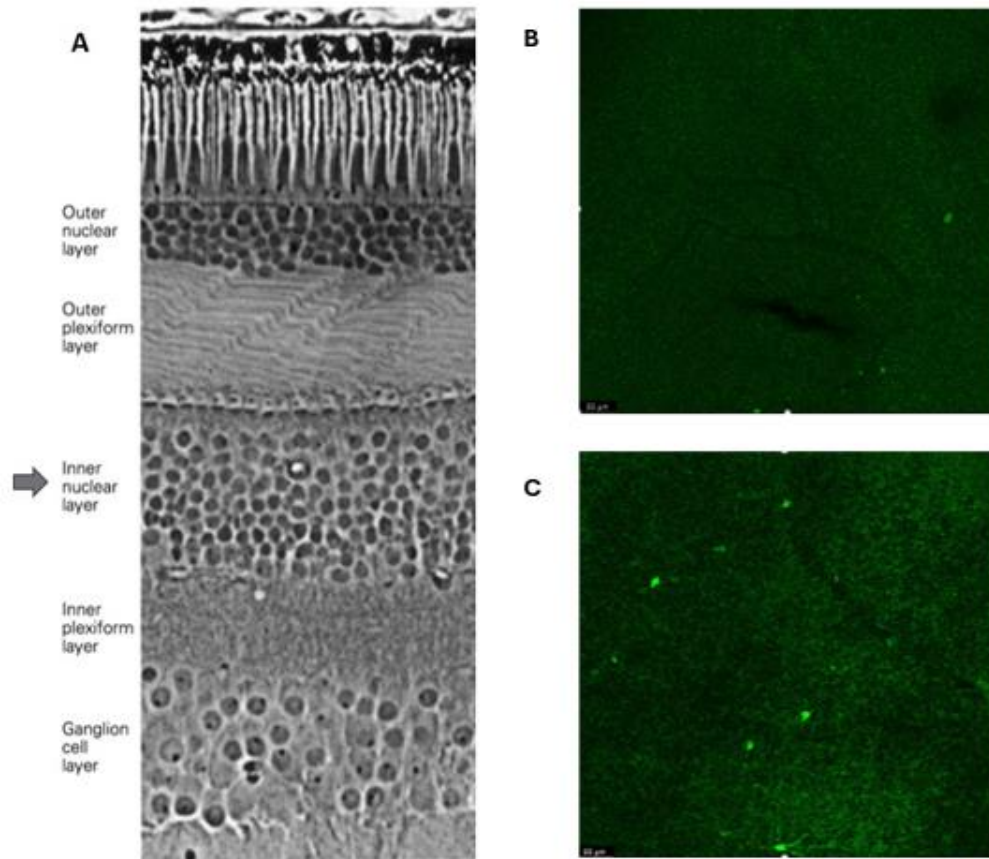 A
Outer
nuclear
layer
Outer
plexiform
layer
Inner
nuclear
layer
Inner
plexiform
layer
Ganglion
cell
layer
B
C